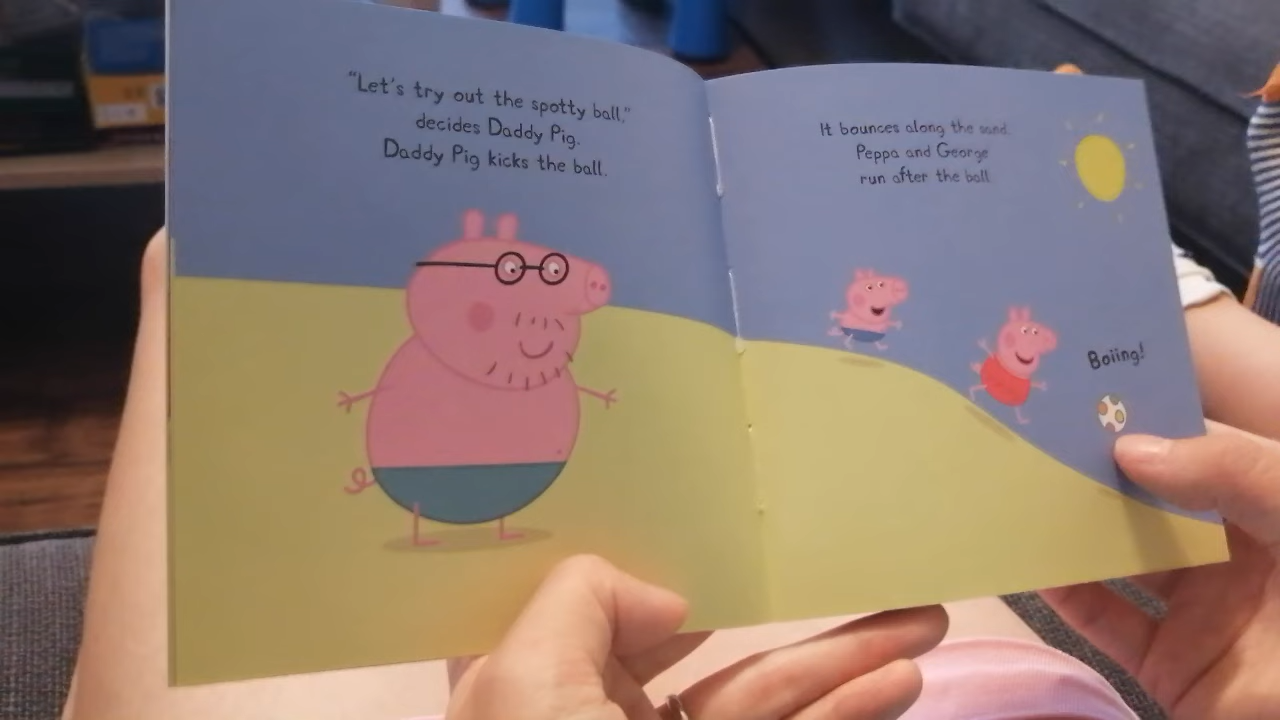 "Let's try out the spotty ball,"
decides Daddy Pig.
Daddy Pig kicks the ball.
It bounces along the sand.
Peppa and George
run after the ball.
Boiing!